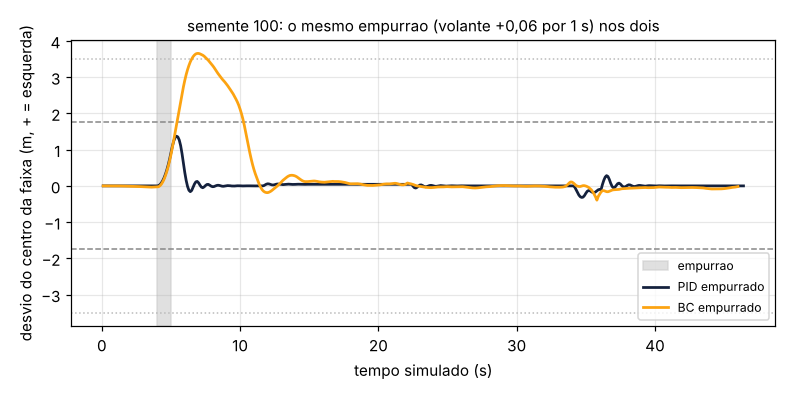 semente 100: o mesmo empurrao (volante +0,06 por 1 s) nos dois
desvio do centro da faixa (m, + = esquerda)
4
3
2
1
0
−1
−2
−3
empurrao
PID empurrado
BC empurrado
0 10 20 30 40
tempo simulado (s)